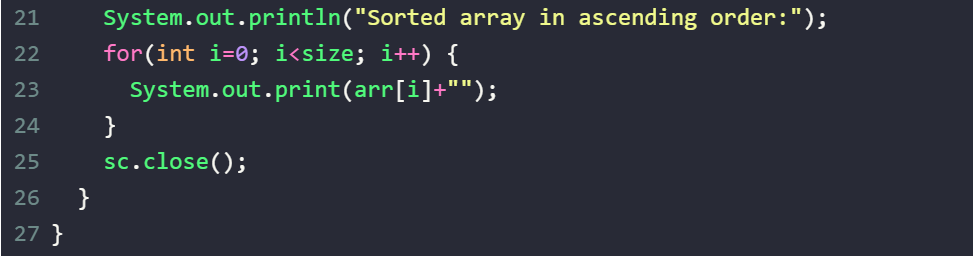 21 System.out.println("Sorted array in ascending order:");
22 for(int i=0; i<size; i++) {
23 System.out.print(arr[i]+"");
24 }
25 sc.close();
26 }
27 }